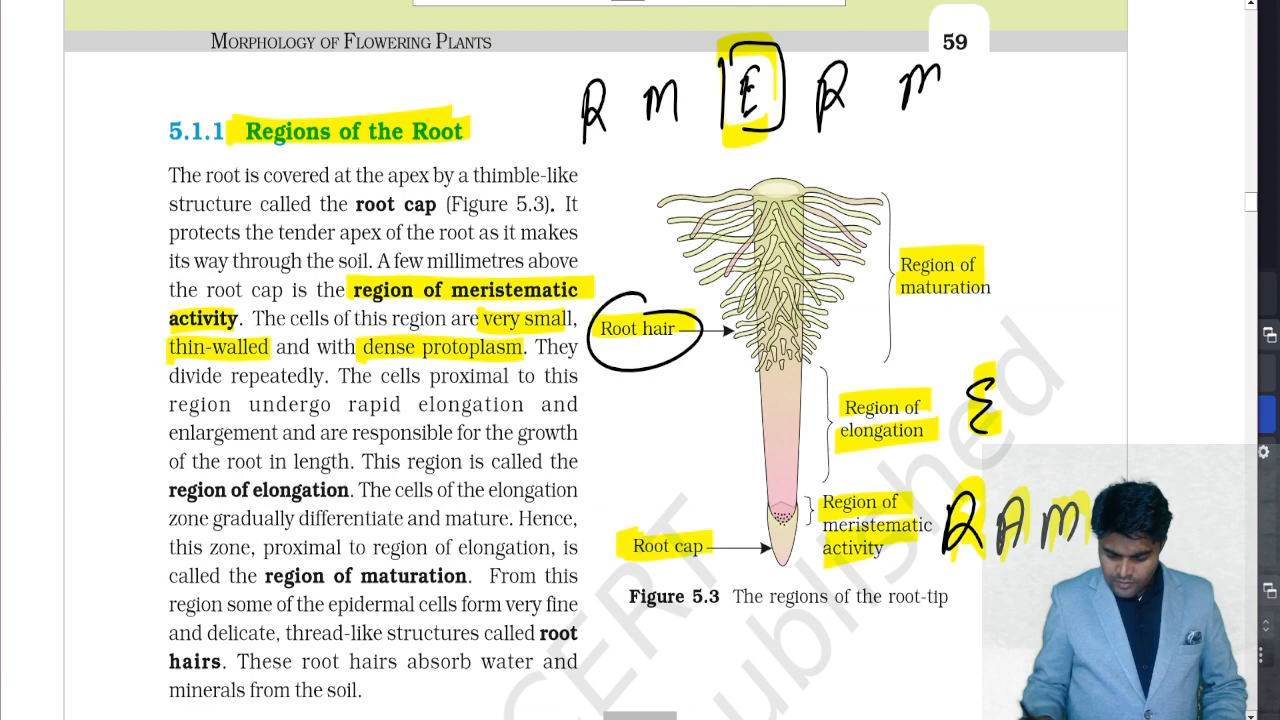 MORPHOLOGY OF FLOWERING PLANTS
59
R M E R M
5.1.1 Regions of the Root
The root is covered at the apex by a thimble-like
structure called the root cap (Figure 5.3). It
protects the tender apex of the root as it makes
its way through the soil. A few millimetres above
the root cap is the region of meristematic
activity. The cells of this region are very small,
thin-walled and with dense protoplasm. They
divide repeatedly. The cells proximal to this
region undergo rapid elongation and
enlargement and are responsible for the growth
of the root in length. This region is called the
region of elongation. The cells of the elongation
zone gradually differentiate and mature. Hence,
this zone, proximal to region of elongation, is
called the region of maturation. From this
region some of the epidermal cells form very fine
and delicate, thread-like structures called root
hairs. These root hairs absorb water and
minerals from the soil.
Region of
maturation
Root hair
Region of
elongation
E
Region of
meristematic
activity
RAM
Root cap
Figure 5.3 The regions of the root-tip